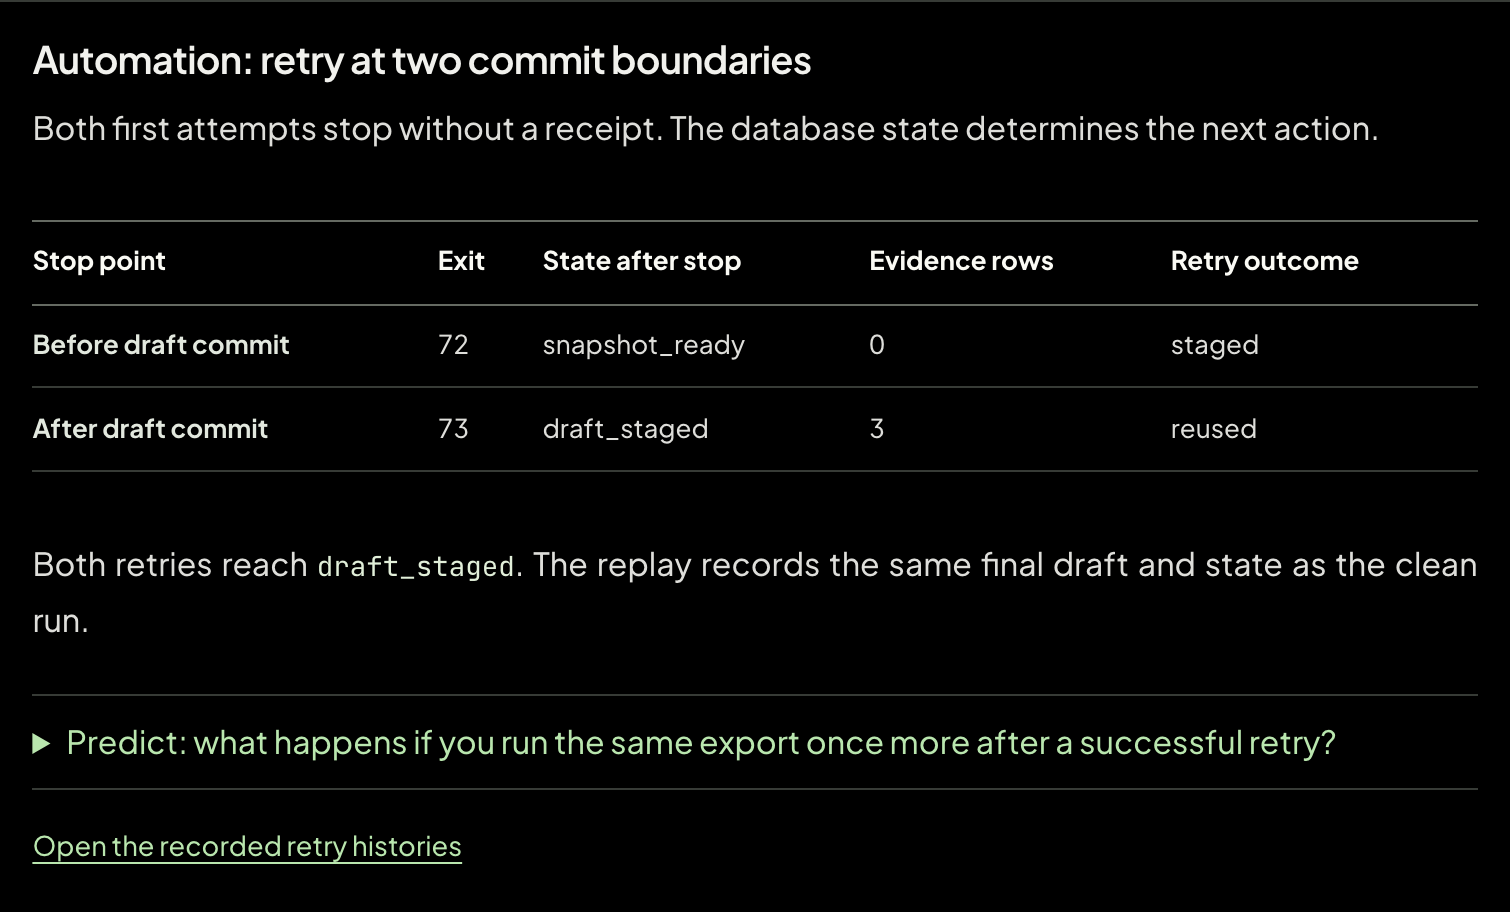 Automation: retry at two commit boundaries
Both first attempts stop without a receipt. The database state determines the next action.
Stop point Exit State after stop Evidence rows Retry outcome
Before draft commit 72 snapshot_ready 0 staged
After draft commit 73 draft_staged 3 reused
Both retries reach draft_staged. The replay records the same final draft and state as the clean
run.
▶ Predict: what happens if you run the same export once more after a successful retry?
Open the recorded retry histories